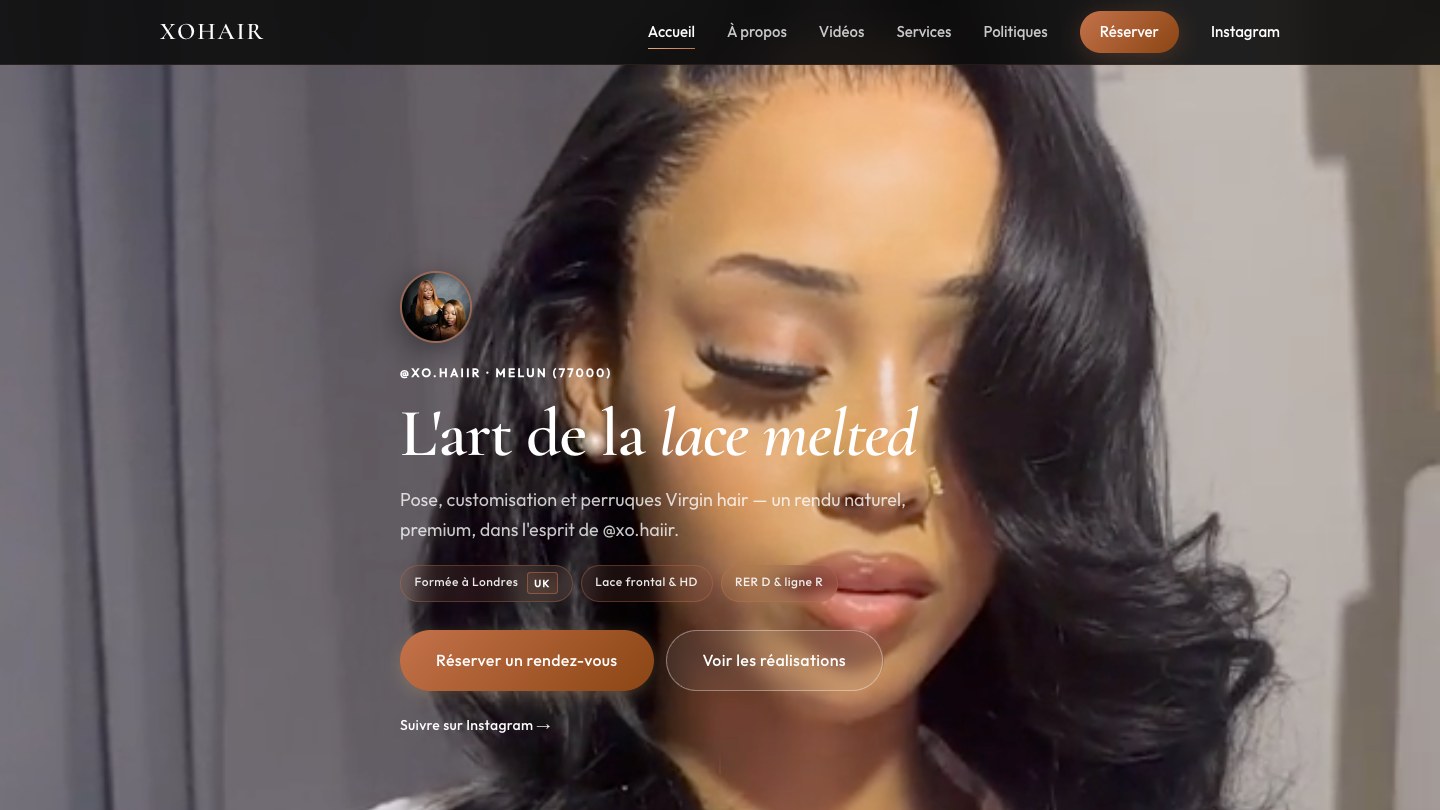 XOHAIR
Accueil À propos Vidéos Services Politiques Réserver Instagram
@XO.HAIIR · MELUN (77000)
L'art de la lace melted
Pose, customisation et perruques Virgin hair — un rendu naturel,
premium, dans l'esprit de @xo.haiir.
Formée à Londres UK Lace frontal & HD RER D & ligne R
Réserver un rendez-vous Voir les réalisations
Suivre sur Instagram →